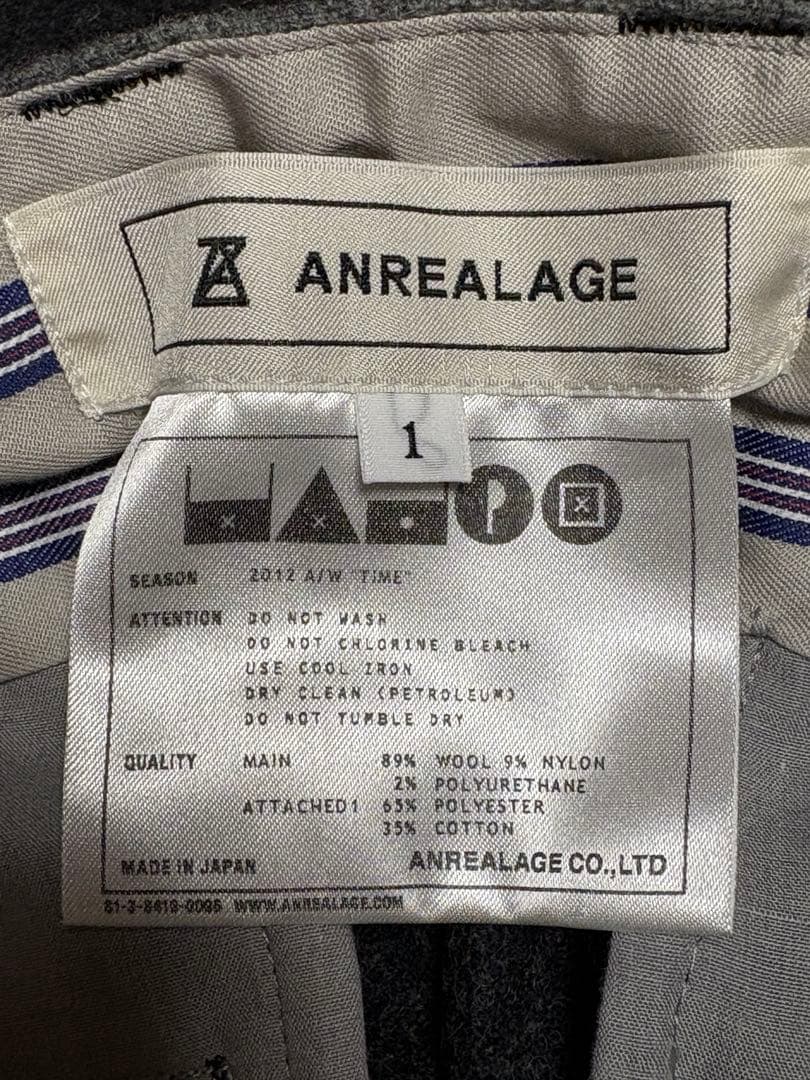 ANREALAGE
1
P
SEASON 2012 A/W "TIME"
ATTENTION DO NOT WASH
DO NOT CHLORINE BLEACH
USE COOL IRON
DRY CLEAN (PETROLEUM)
DO NOT TUMBLE DRY
QUALITY MAIN 89% WOOL 9% NYLON
2% POLYURETHANE
ATTACHED1 65% POLYESTER
35% COTTON
MADE IN JAPAN ANREALAGE CO.,LTD
WWW.ANREALAGE.COM